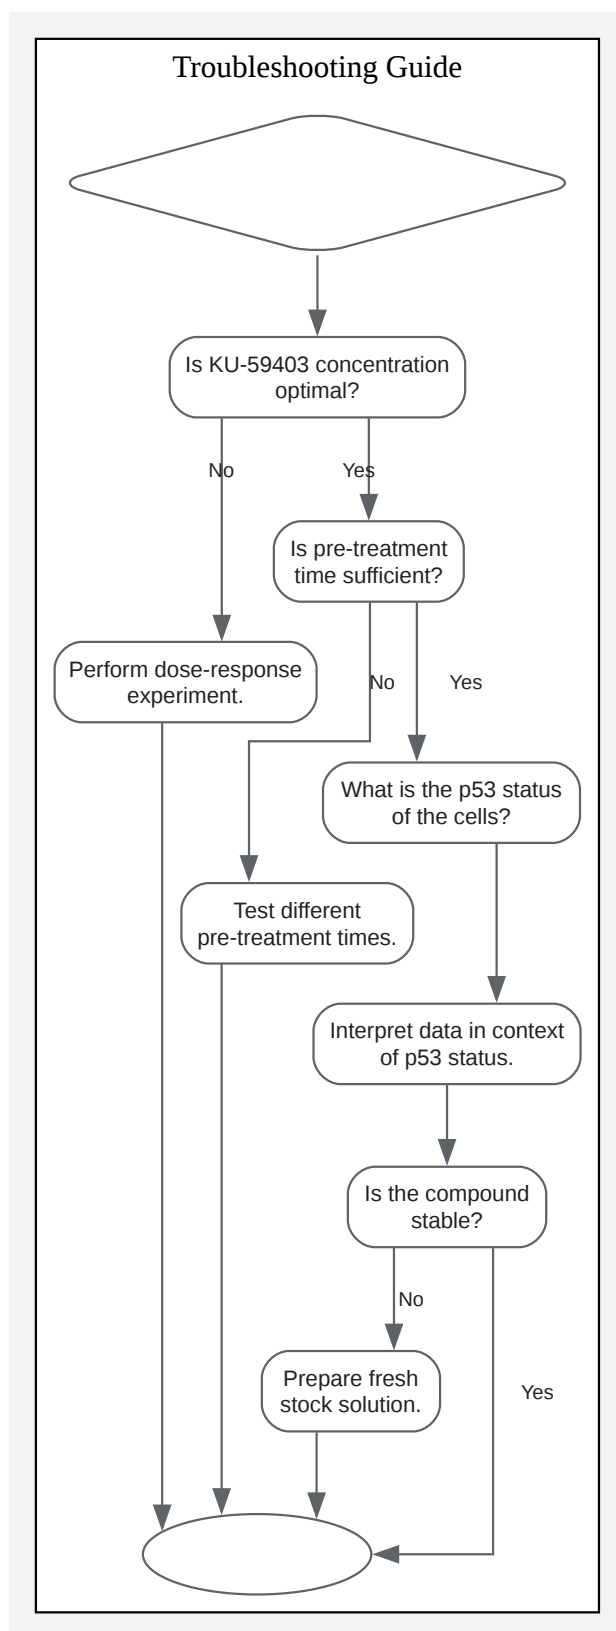 Troubleshooting Guide
Is KU-59403 concentration
optimal?
No
Yes
Is pre-treatment
time sufficient?
Perform dose-response
experiment.
No
Yes
What is the p53 status
of the cells?
Test different
pre-treatment times.
Interpret data in context
of p53 status.
Is the compound
stable?
No
Prepare fresh
stock solution.
Yes